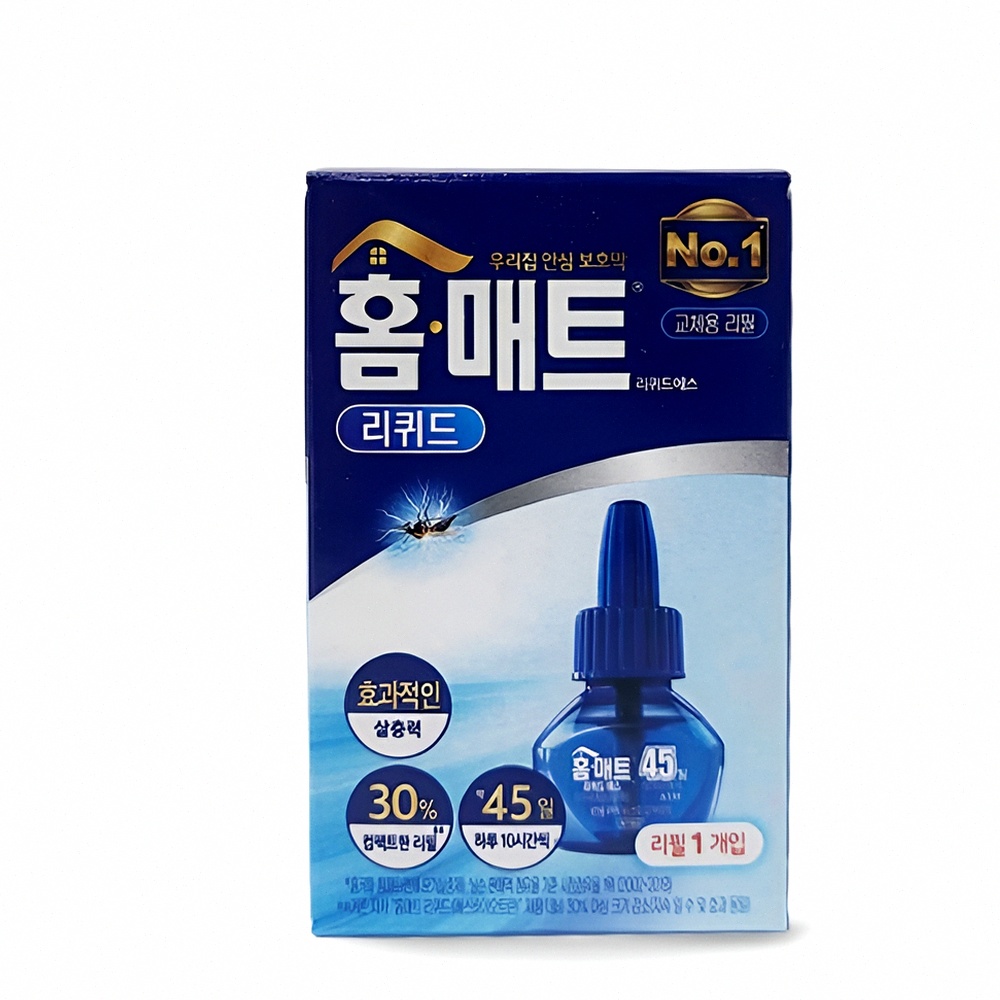 우리집 안심 보호막
No.1
홈·매트
교체용 리필
리퀴드에스
리퀴드
효과적인
살충력
30%
컴팩트한 리필
약 45일
하루 10시간씩
홈·매트 45일
리필 1 개입